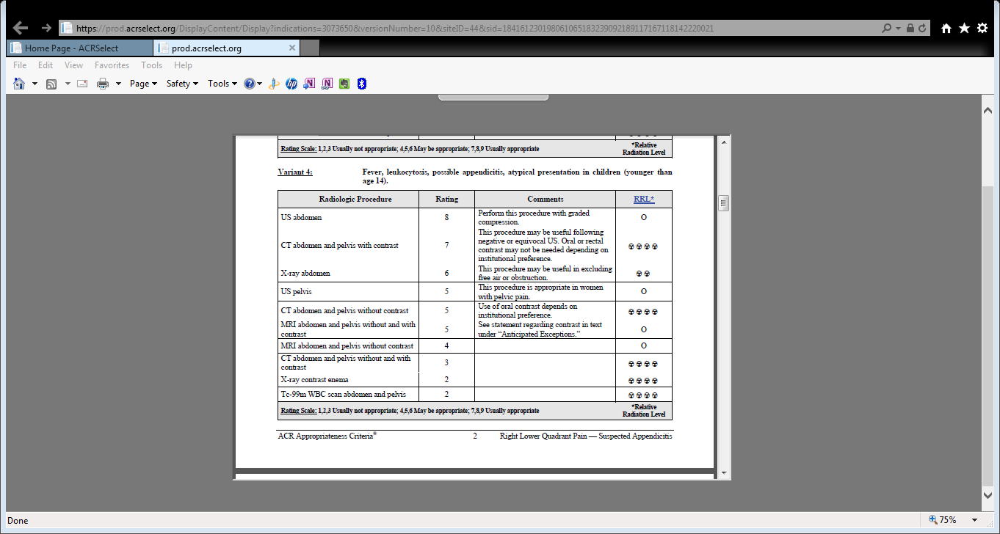 https://prod.acrselect.org/DisplayContent/Display?indications=3073650&versionNumber=10&siteID=44&sid=184161230198061065183239092189117167118142220021
Home Page - ACRSelect
prod.acrselect.org
File Edit View Favorites Tools Help
Page Safety Tools
Rating Scale: 1,2,3 Usually not appropriate; 4,5,6 May be appropriate; 7,8,9 Usually appropriate
*Relative
Radiation Level
Variant 4: Fever, leukocytosis, possible appendicitis, atypical presentation in children (younger than
age 14).
Radiologic Procedure Rating Comments RRL*
US abdomen 8 Perform this procedure with graded
compression. O
CT abdomen and pelvis with contrast 7 This procedure may be useful following
negative or equivocal US. Oral or rectal
contrast may not be needed depending on
institutional preference.
X-ray abdomen 6 This procedure may be useful in excluding
free air or obstruction.
US pelvis 5 This procedure is appropriate in women
with pelvic pain. O
CT abdomen and pelvis without contrast 5 Use of oral contrast depends on
institutional preference.
MRI abdomen and pelvis without and with
contrast 5 See statement regarding contrast in text
under “Anticipated Exceptions.” O
MRI abdomen and pelvis without contrast 4 O
CT abdomen and pelvis without and with
contrast 3
X-ray contrast enema 2
Tc-99m WBC scan abdomen and pelvis 2
Rating Scale: 1,2,3 Usually not appropriate; 4,5,6 May be appropriate; 7,8,9 Usually appropriate
*Relative
Radiation Level
ACR Appropriateness Criteria® 2 Right Lower Quadrant Pain — Suspected Appendicitis
Done 75%